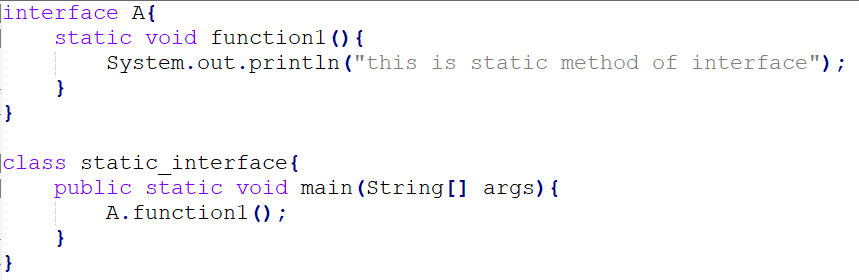 interface A{
    static void function1(){
        System.out.println("this is static method of interface");
    }
}

class static_interface{
    public static void main(String[] args){
        A.function1();
    }
}